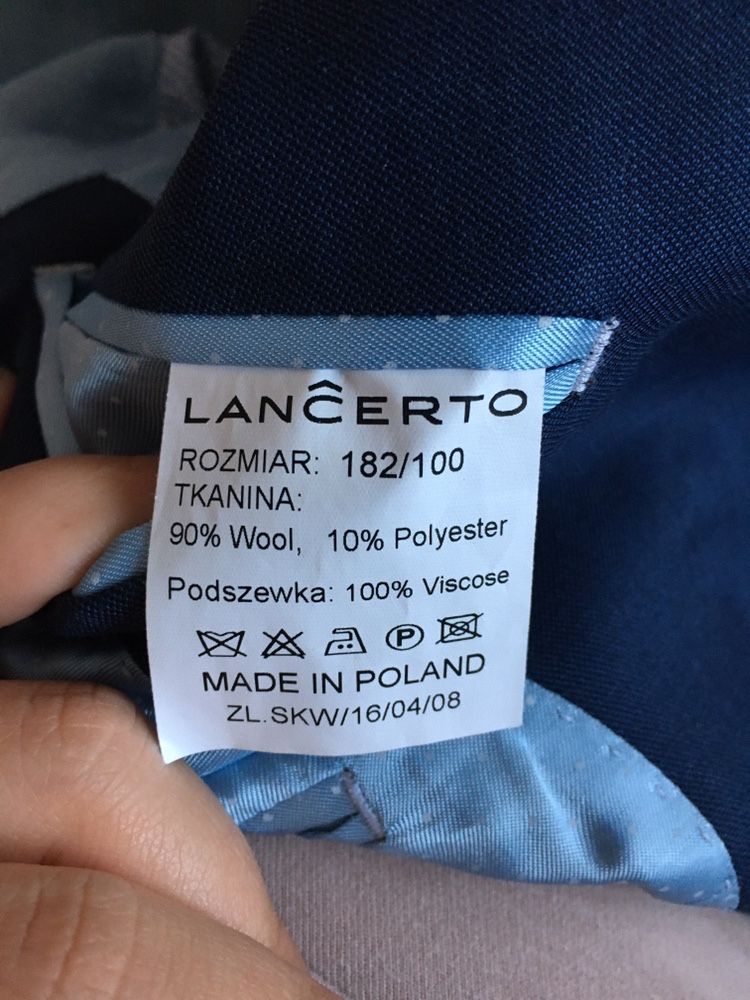 LANĈERTO
ROZMIAR: 182/100
TKANINA:
90% Wool, 10% Polyester
Podszewka: 100% Viscose
P
MADE IN POLAND
ZL.SKW/16/04/08